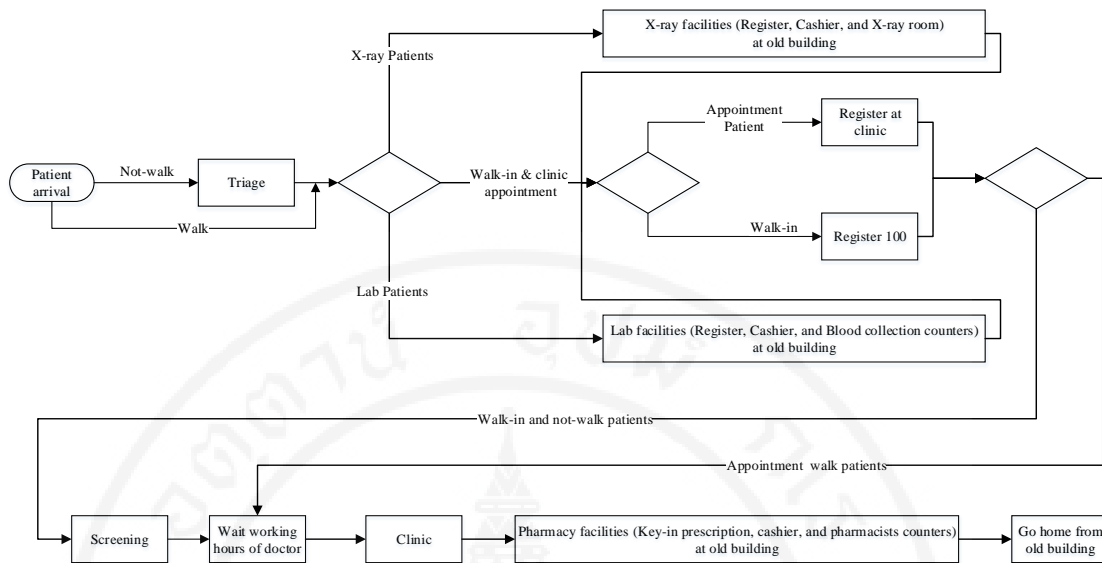 X-ray facilities (Register, Cashier, and X-ray room)
at old building
X-ray Patients
Appointment
Patient
Register at
clinic
Patient
arrival
Not-walk
Triage
Walk-in & clinic
appointment
Walk
Walk-in
Register 100
Lab Patients
Lab facilities (Register, Cashier, and Blood collection counters)
at old building
Walk-in and not-walk patients
Appointment walk patients
Screening
Wait working
hours of doctor
Clinic
Pharmacy facilities (Key-in prescription, cashier, and pharmacists counters)
at old building
Go home from
old building